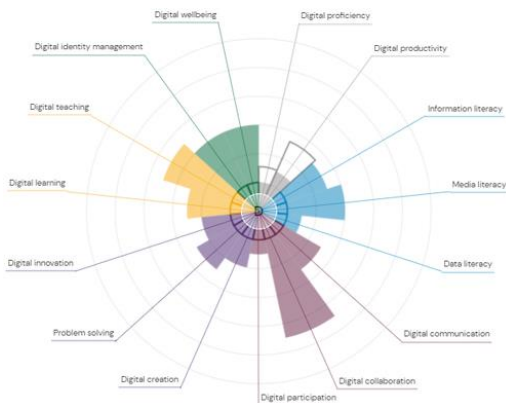 Digital wellbeing
Digital proficiency
Digital identity management
Digital productivity
Digital teaching
Information literacy
Digital learning
Media literacy
Digital innovation
Data literacy
Problem solving
Digital communication
Digital creation
Digital collaboration
Digital participation